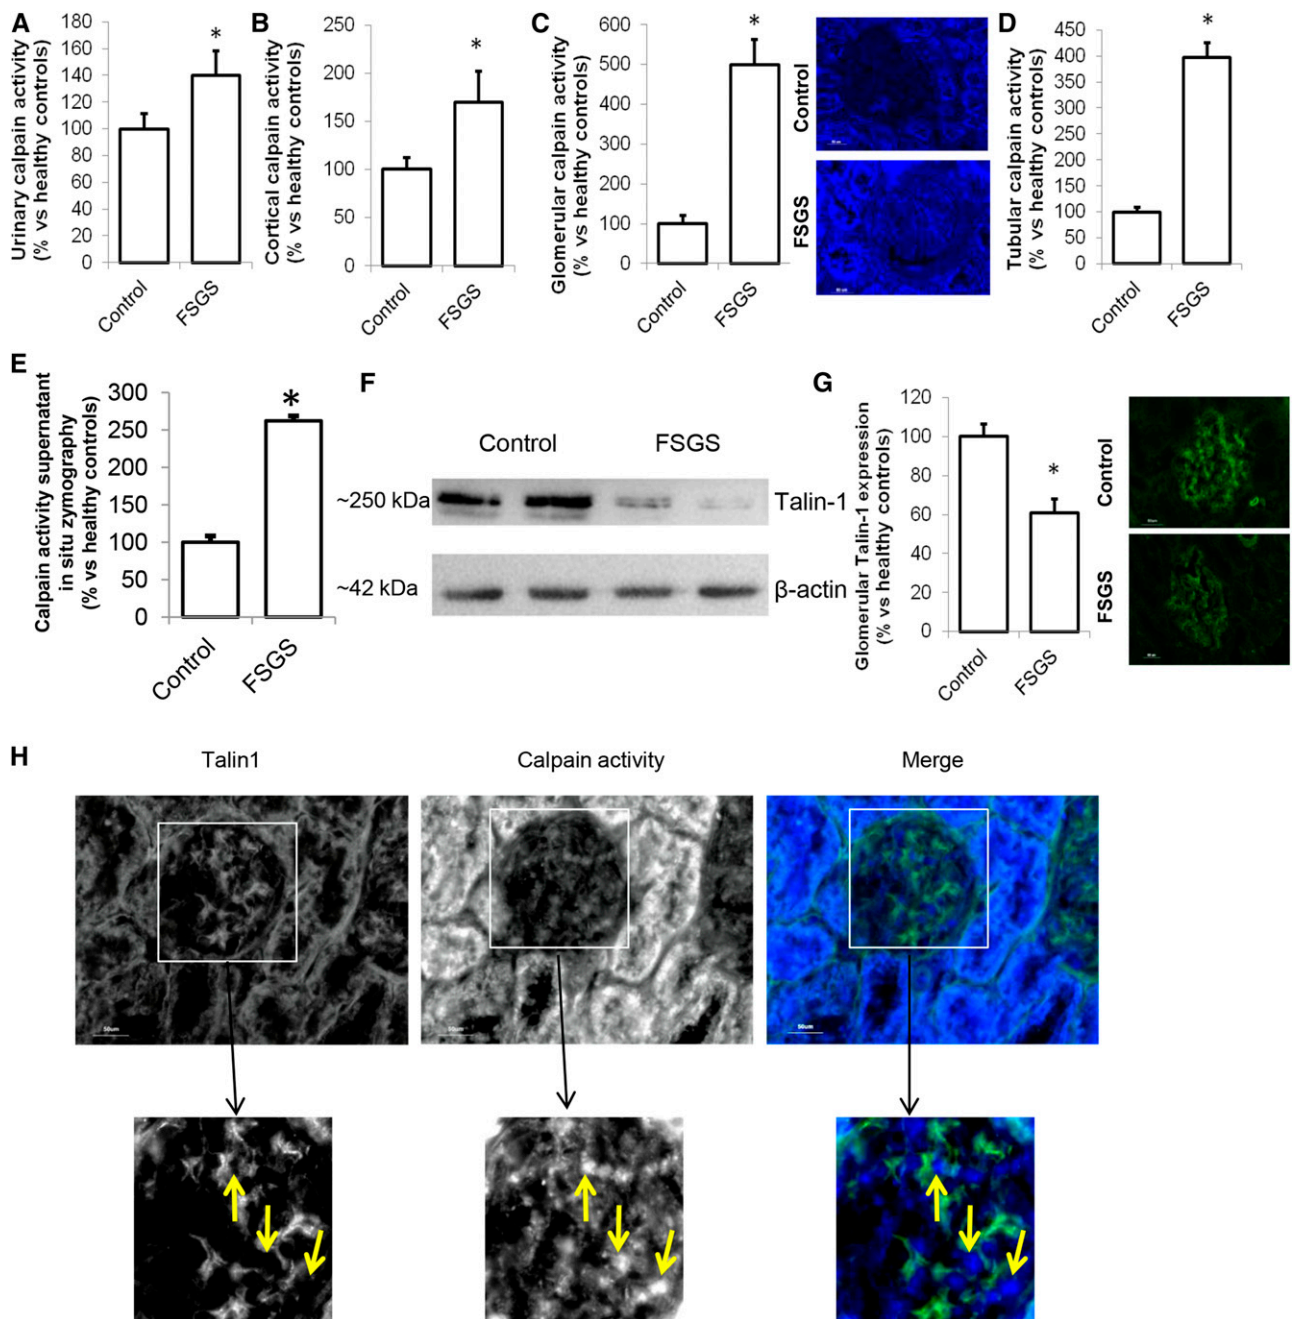 A
Urinary calpain activity
(% vs healthy controls)
180
160
140
120
100
80
60
40
20
0
*
Control
FSGS
B
Cortical calpain activity
(% vs healthy controls)
250
200
150
100
50
0
*
Control
FSGS
C
Glomerular calpain activity
(% vs healthy controls)
600
500
400
300
200
100
0
*
Control
FSGS
Control
FSGS
D
Tubular calpain activity
(% vs healthy controls)
450
400
350
300
250
200
150
100
50
0
*
Control
FSGS
E
Calpain activity supernatant
in situ zymography
(% vs healthy controls)
300
250
200
150
100
50
0
*
Control
FSGS
F
Control FSGS
~250 kDa Talin-1
~42 kDa β-actin
G
Glomerular Talin-1 expression
(% vs healthy controls)
120
100
80
60
40
20
0
*
Control
FSGS
Control
FSGS
H
Talin1 Calpain activity Merge
50um
50um
50um